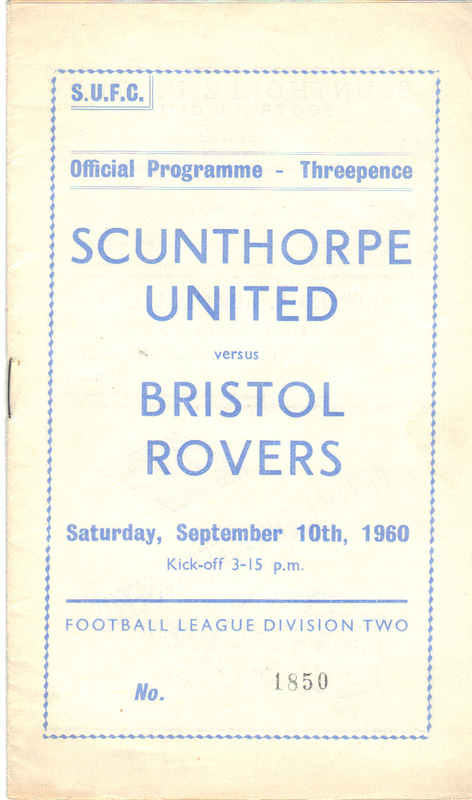 S.U.F.C.
Official Programme - Threepence
SCUNTHORPE
UNITED
versus
BRISTOL
ROVERS
Saturday, September 10th, 1960
Kick-off 3-15 p.m.
FOOTBALL LEAGUE DIVISION TWO
No. 1850